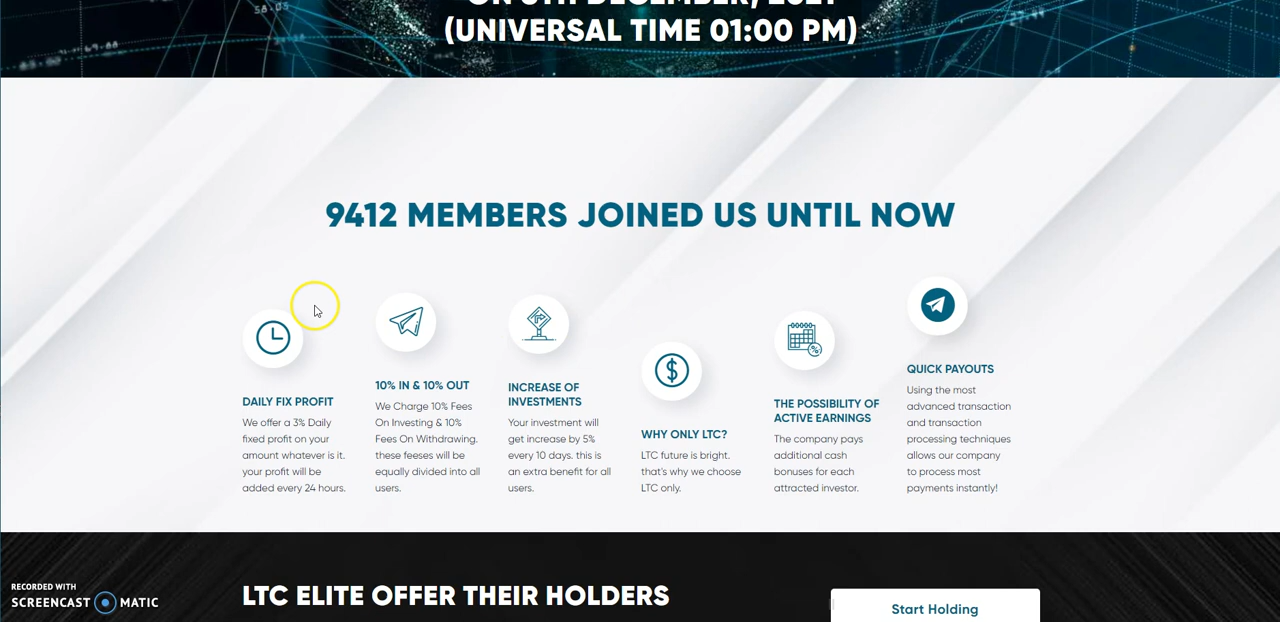 (UNIVERSAL TIME 01:00 PM)
9412 MEMBERS JOINED US UNTIL NOW
DAILY FIX PROFIT
We offer a 3% Daily
fixed profit on your
amount whatever is it.
your profit will be
added every 24 hours.
10% IN & 10% OUT
We Charge 10% Fees
On Investing & 10%
Fees On Withdrawing.
these feeses will be
equally divided into all
users.
INCREASE OF
INVESTMENTS
Your investment will
get increase by 5%
every 10 days. this is
an extra benefit for all
users.
WHY ONLY LTC?
LTC future is bright.
that's why we choose
LTC only.
THE POSSIBILITY OF
ACTIVE EARNINGS
The company pays
additional cash
bonuses for each
attracted investor.
QUICK PAYOUTS
Using the most
advanced transaction
and transaction
processing techniques
allows our company
to process most
payments instantly!
LTC ELITE OFFER THEIR HOLDERS
Start Holding
RECORDED WITH
SCREENCAST MATIC